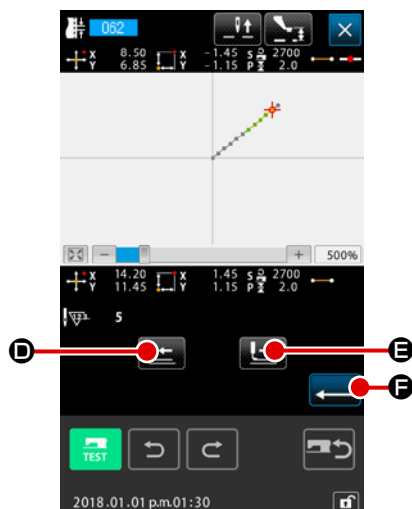 062
X 8.50 X -1.45 S 2700
Y 6.85 Y -1.15 P 2.0
− + 500%
X 14.20 X 1.45 S 2700
Y 11.45 Y 1.15 P 2.0
123 5
D E
F
TEST
2018.01.01 p.m.01:30